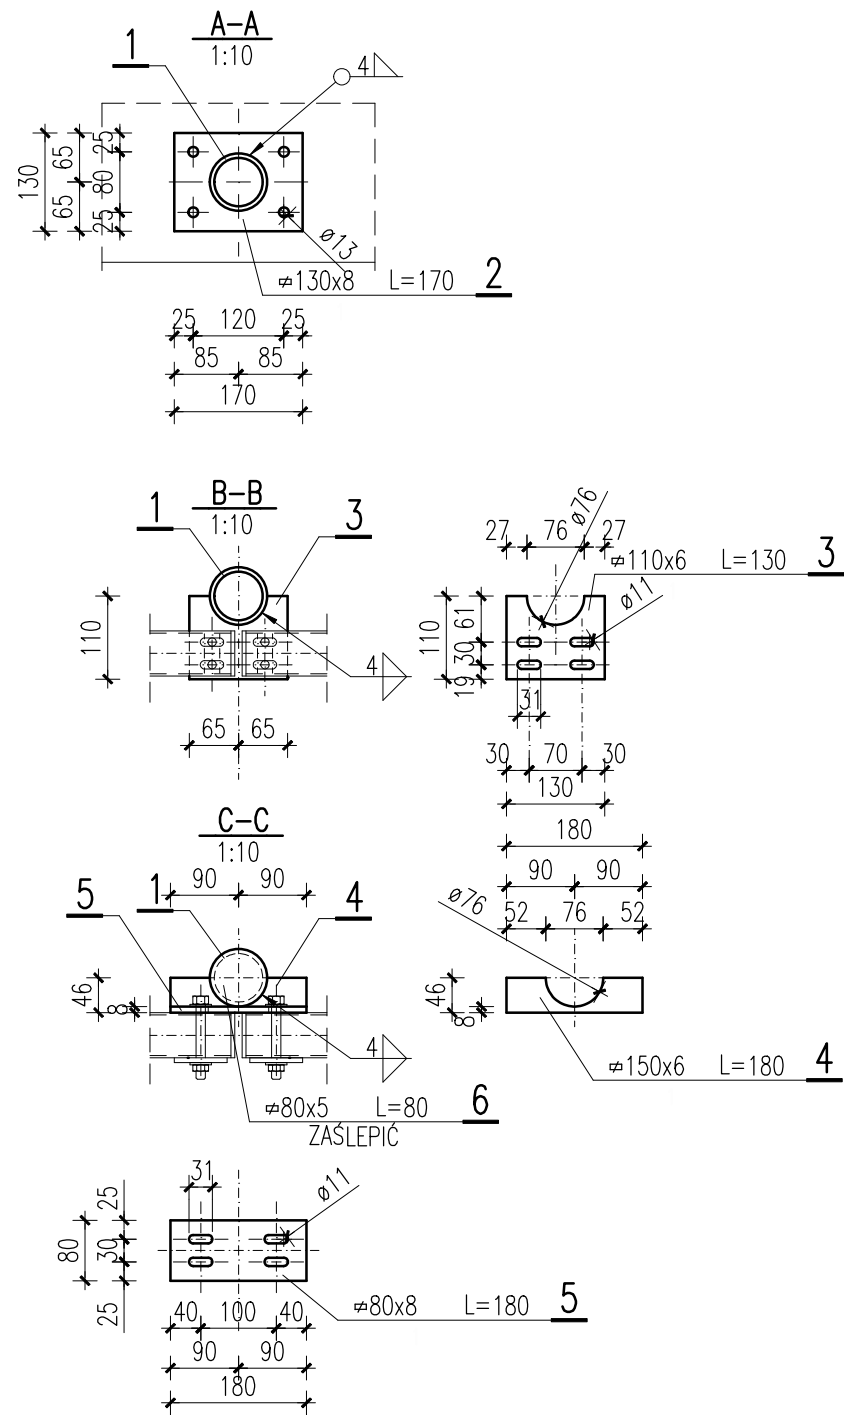 A-A
1:10
1
4
25
65
80
130
65
25
ø13
≠130x8 L=170 2
25 120 25
85 85
170
B-B
1:10
1
3
110
4
65 65
27 76 27
ø76
≠110x6 L=130 3
ø11
61
110
30
19
31
30 70 30
130
C-C
1:10
90 90
5
1
4
46
8
4
≠80x5 L=80 6
ZAŚLEPIĆ
180
90 90
52 76 52
ø76
46
8
≠150x6 L=180 4
31
ø11
25
80
30
25
≠80x8 L=180 5
40 100 40
90 90
180